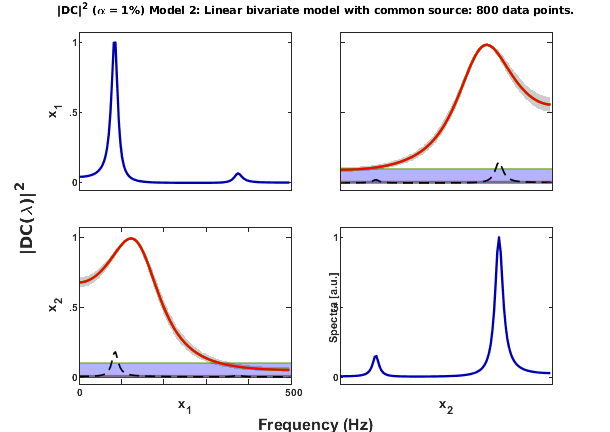 |DC|² (α = 1%) Model 2: Linear bivariate model with common source: 800 data points.
1
.5
0
x₁
1
.5
0
x₂
|DC(λ)|²
1
.5
0
Spectra [a.u.]
0
500
x₁
x₂
Frequency (Hz)